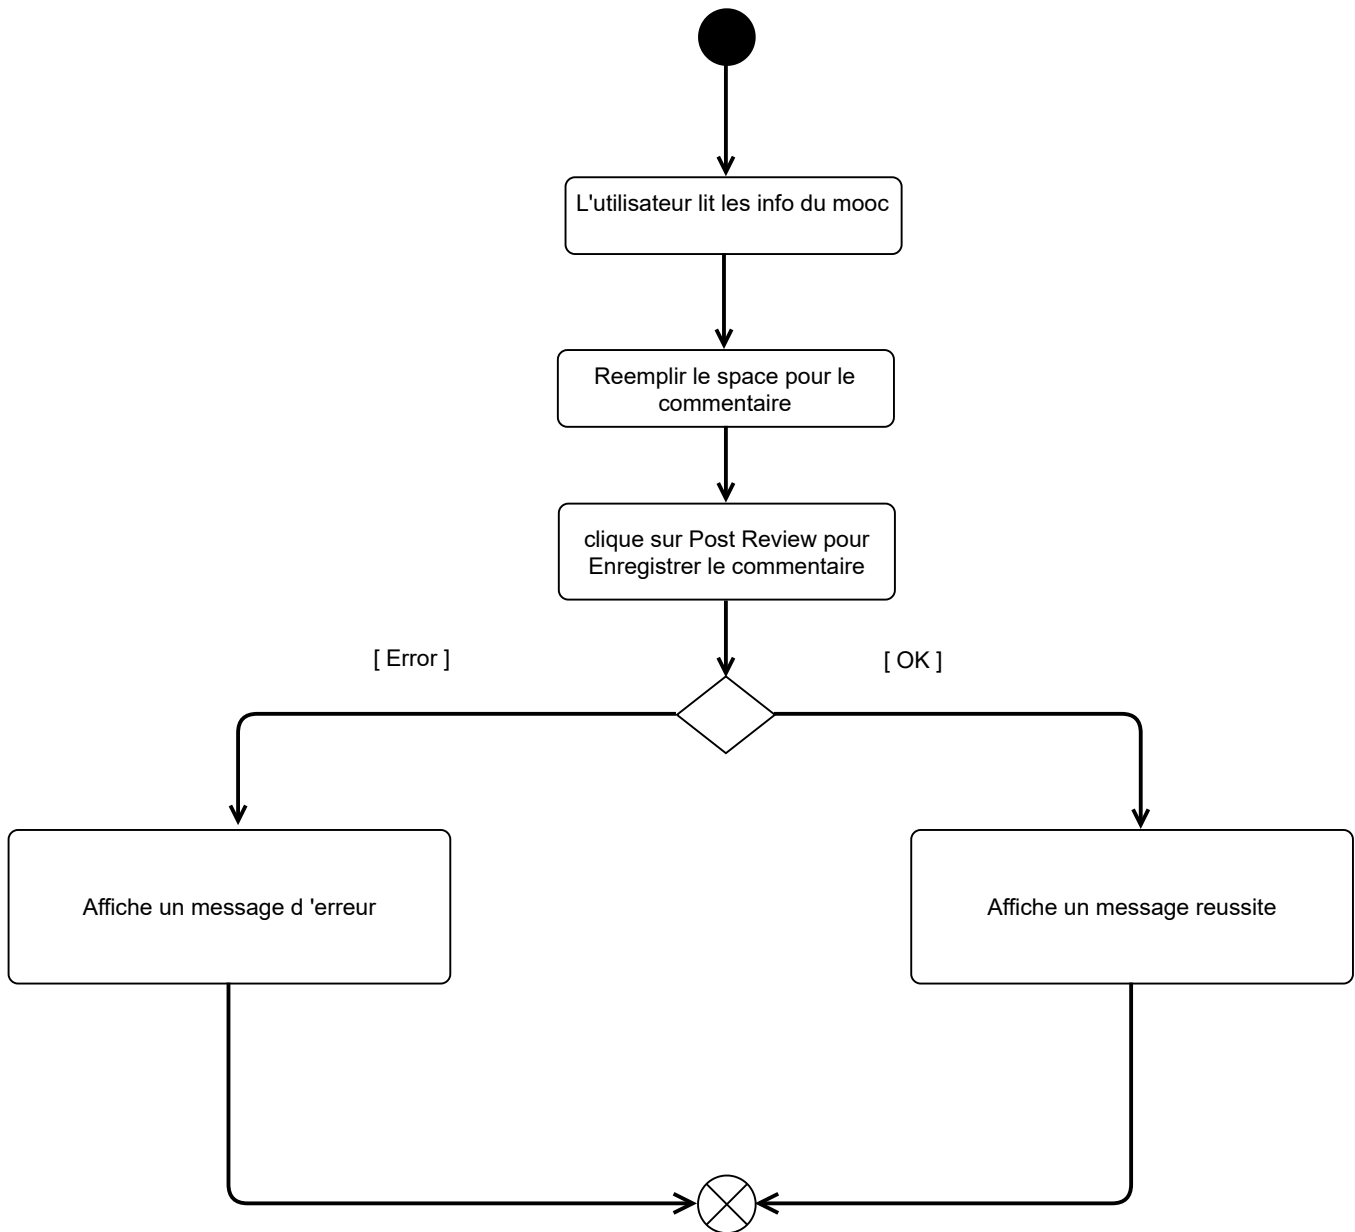 L'utilisateur lit les info du mooc
Reemplir le space pour le
commentaire
clique sur Post Review pour
Enregistrer le commentaire
[ Error ]
[ OK ]
Affiche un message d 'erreur
Affiche un message reussite